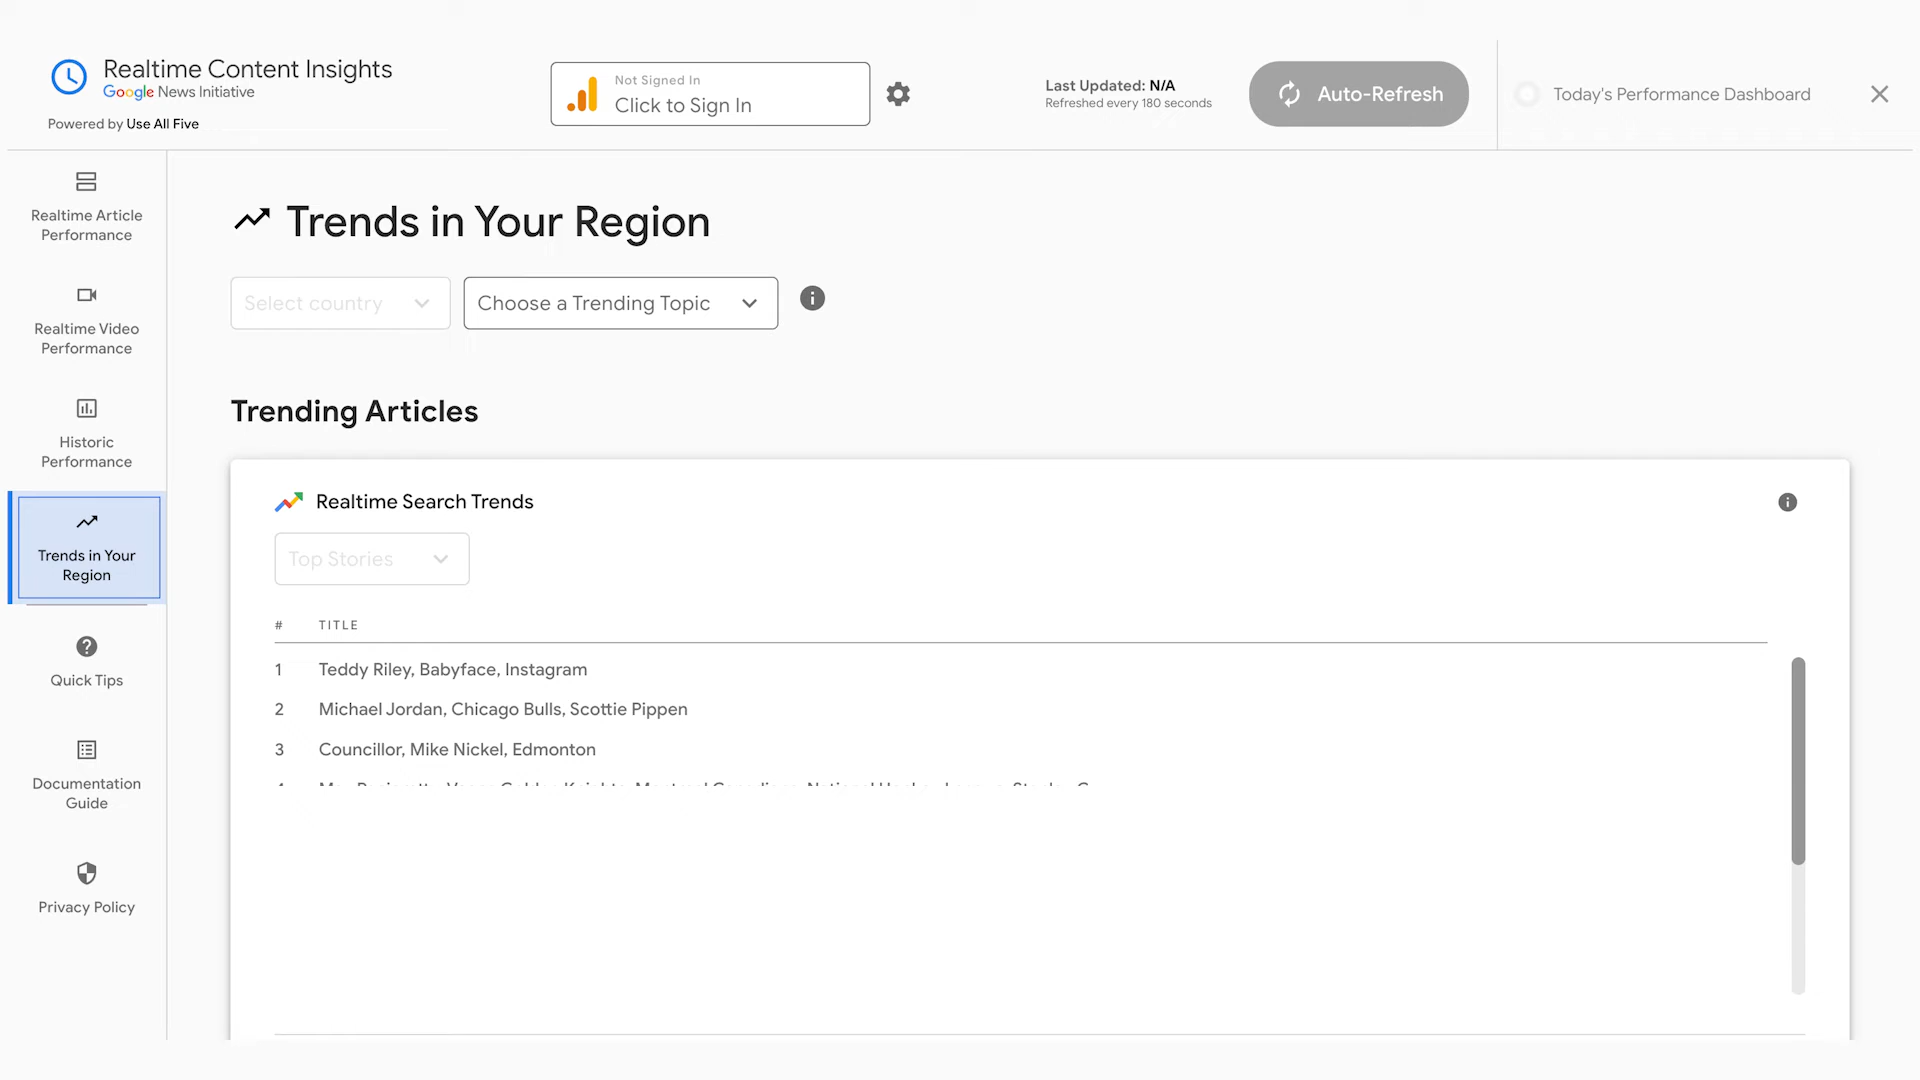 Realtime Content Insights
Google News Initiative
Powered by Use All Five
Not Signed In
Click to Sign In
Last Updated: N/A
Refreshed every 180 seconds
Auto-Refresh
Today's Performance Dashboard
Realtime Article
Performance
Realtime Video
Performance
Historic
Performance
Trends in Your
Region
Quick Tips
Documentation
Guide
Privacy Policy
Trends in Your Region
Select country
Choose a Trending Topic
Trending Articles
Realtime Search Trends
Top Stories
# TITLE
1 Teddy Riley, Babyface, Instagram
2 Michael Jordan, Chicago Bulls, Scottie Pippen
3 Councillor, Mike Nickel, Edmonton